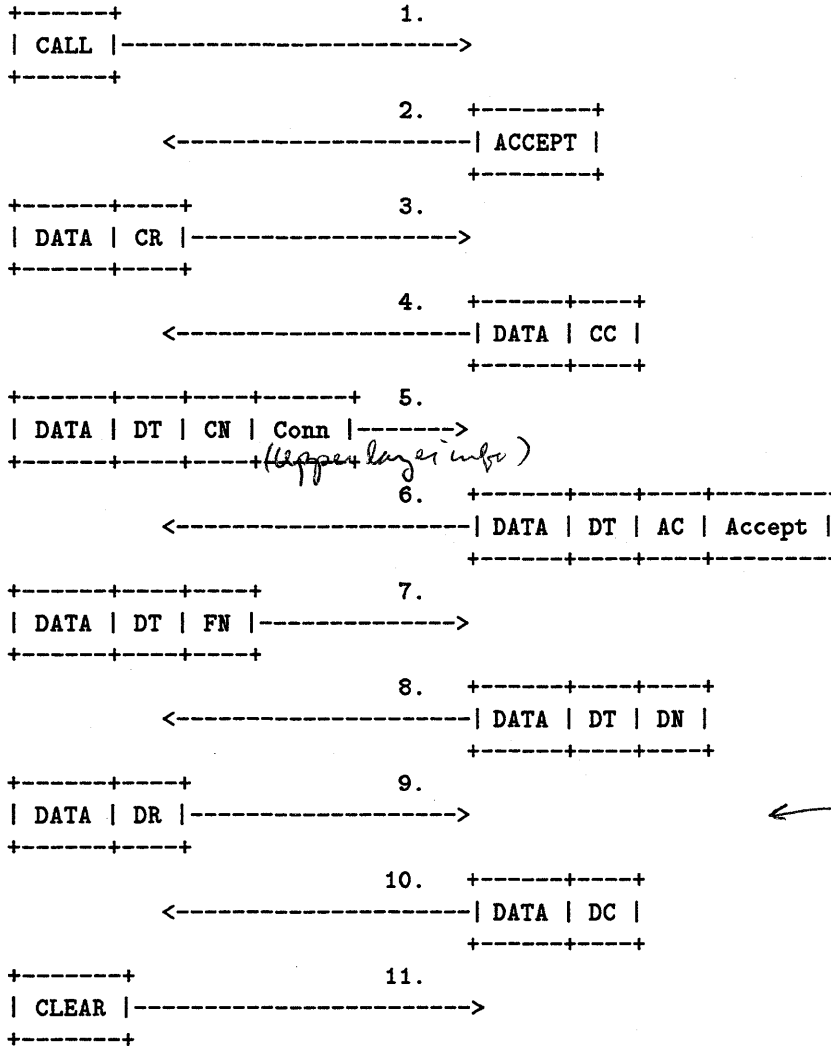 +------+ 1.
| CALL |------------------------->
+------+
2. +--------+
<----------------------| ACCEPT |
+--------+
+------+----+ 3.
| DATA | CR |-------------------->
+------+----+
4. +------+----+
<----------------------| DATA | CC |
+------+----+
+------+----+----+------+ 5.
| DATA | DT | CN | Conn |------->
+------+----+----+------+
(Upper layer info)
6. +------+----+----+---------
<----------------------| DATA | DT | AC | Accept |
+------+----+----+---------
+------+----+----+ 7.
| DATA | DT | FN |-------------->
+------+----+----+
8. +------+----+----+
<----------------------| DATA | DT | DN |
+------+----+----+
+------+----+ 9.
| DATA | DR |-------------------->
+------+----+
10. +------+----+
<----------------------| DATA | DC |
+------+----+
+-------+ 11.
| CLEAR |------------------------->
+-------+